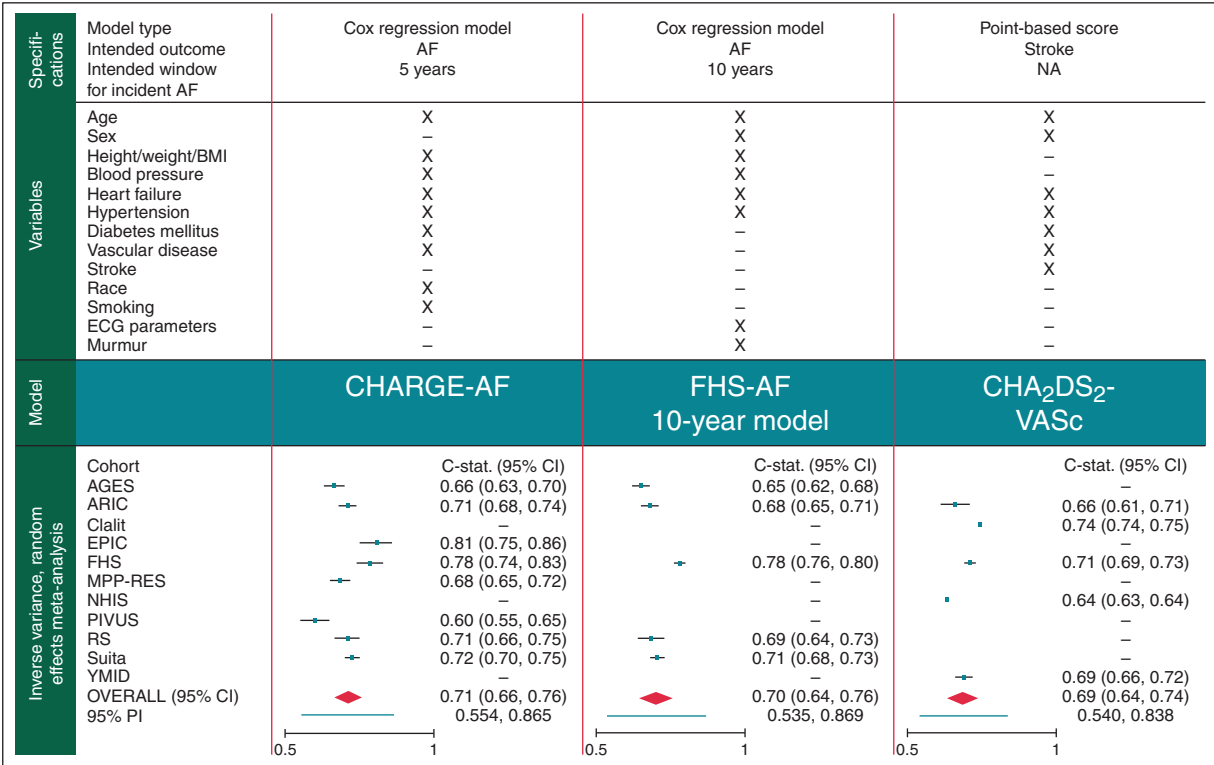 Specifi-
cations
Model type Cox regression model Cox regression model Point-based score
Intended outcome AF AF Stroke
Intended window 5 years 10 years NA
for incident AF
Variables
Age X X X
Sex – X X
Height/weight/BMI X X –
Blood pressure X X –
Heart failure X X X
Hypertension X X X
Diabetes mellitus X – X
Vascular disease X – X
Stroke – – X
Race X – –
Smoking X – –
ECG parameters – X –
Murmur – X –
Model
CHARGE-AF FHS-AF CHA2DS2-
10-year model VASc
Inverse variance, random
effects meta-analysis
Cohort C-stat. (95% CI) C-stat. (95% CI) C-stat. (95% CI)
AGES 0.66 (0.63, 0.70) 0.65 (0.62, 0.68) –
ARIC 0.71 (0.68, 0.74) 0.68 (0.65, 0.71) 0.66 (0.61, 0.71)
Clalit – – 0.74 (0.74, 0.75)
EPIC 0.81 (0.75, 0.86) – –
FHS 0.78 (0.74, 0.83) 0.78 (0.76, 0.80) 0.71 (0.69, 0.73)
MPP-RES 0.68 (0.65, 0.72) – –
NHIS – – 0.64 (0.63, 0.64)
PIVUS 0.60 (0.55, 0.65) – –
RS 0.71 (0.66, 0.75) 0.69 (0.64, 0.73) –
Suita 0.72 (0.70, 0.75) 0.71 (0.68, 0.73) –
YMID – – 0.69 (0.66, 0.72)
OVERALL (95% CI) 0.71 (0.66, 0.76) 0.70 (0.64, 0.76) 0.69 (0.64, 0.74)
95% PI 0.554, 0.865 0.535, 0.869 0.540, 0.838
0.5 1 0.5 1 0.5 1